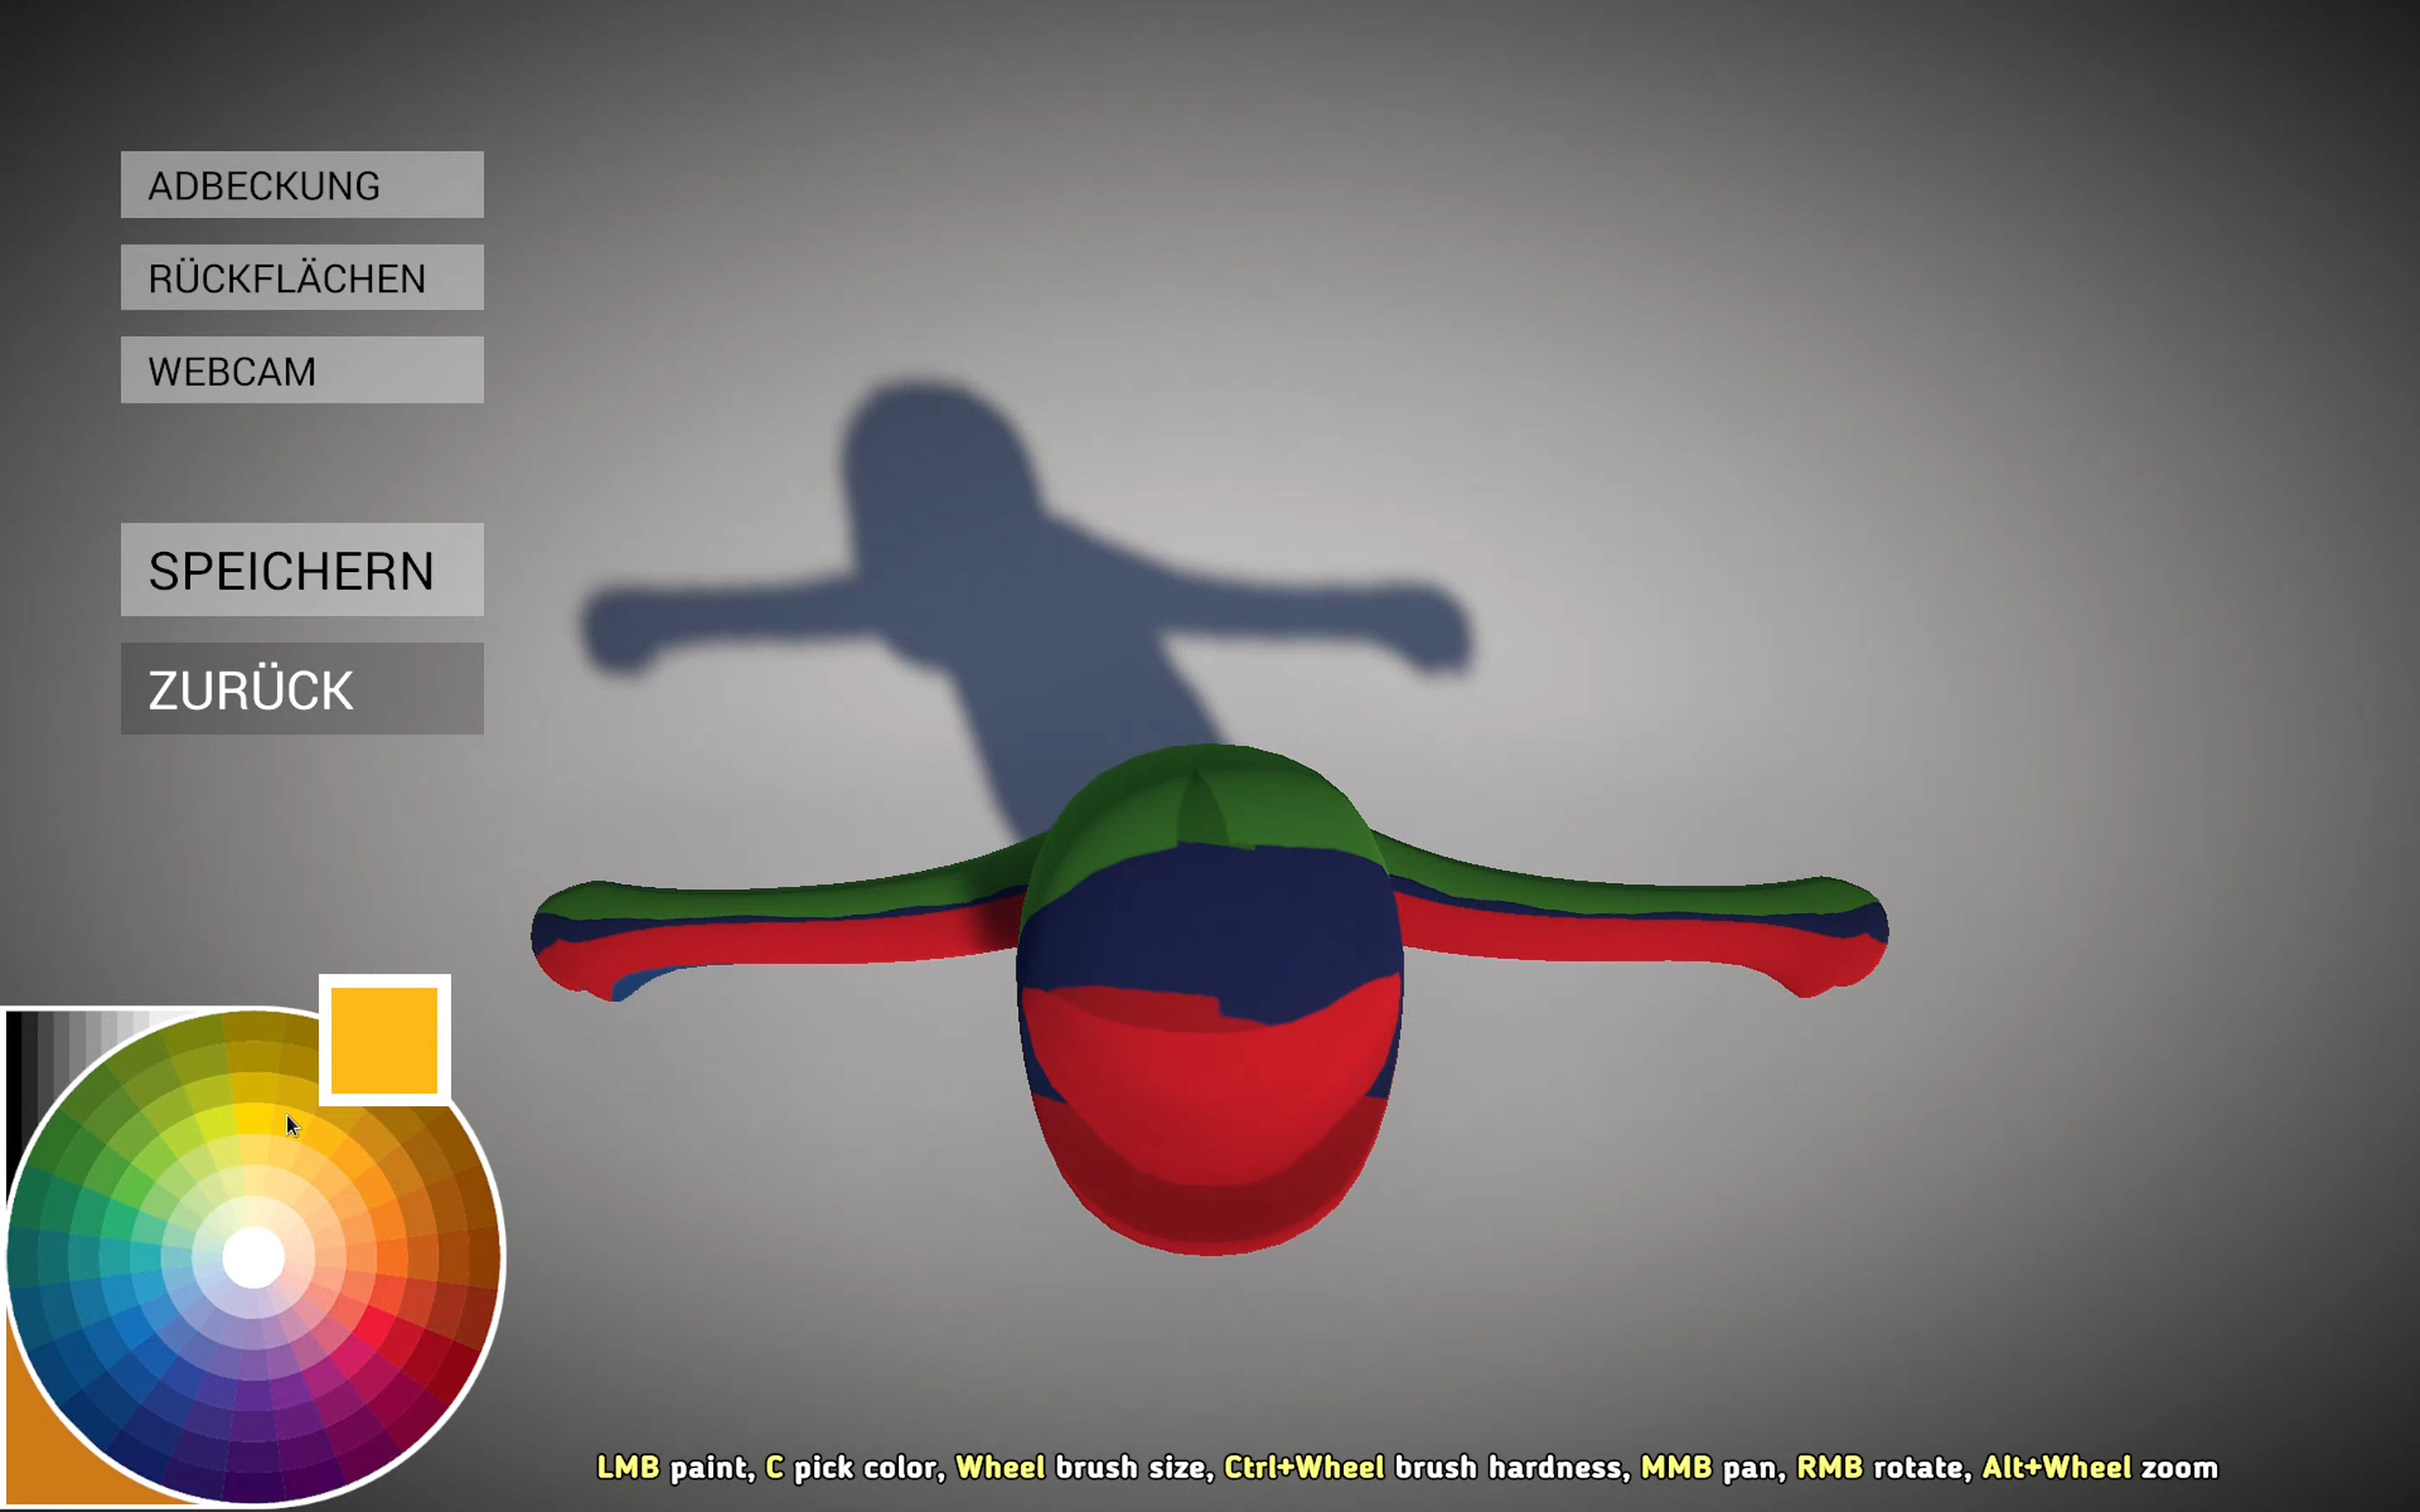 ADBECKUNG
RÜCKFLÄCHEN
WEBCAM
SPEICHERN
ZURÜCK
LMB paint, C pick color, Wheel brush size, Ctrl+Wheel brush hardness, MMB pan, RMB rotate, Alt+Wheel zoom